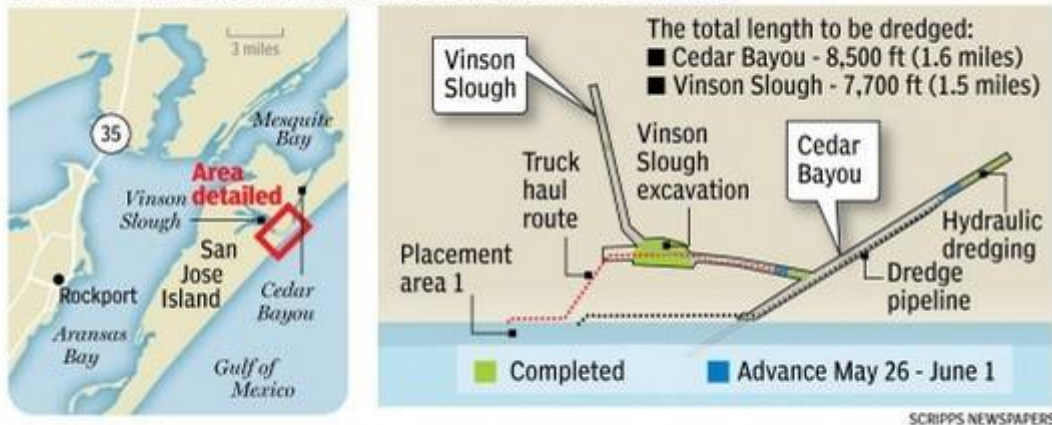 3 miles
35
Mesquite
Bay
Area
detailed
Vinson
Slough
San
Jose
Island
Rockport
Cedar
Bayou
Aransas
Bay
Gulf of
Mexico
The total length to be dredged:
Cedar Bayou - 8,500 ft (1.6 miles)
Vinson Slough - 7,700 ft (1.5 miles)
Vinson
Slough
Truck
haul
route
Vinson
Slough
excavation
Cedar
Bayou
Placement
area 1
Hydraulic
dredging
Dredge
pipeline
Completed
Advance May 26 - June 1
SCRIPPS NEWSPAPERS